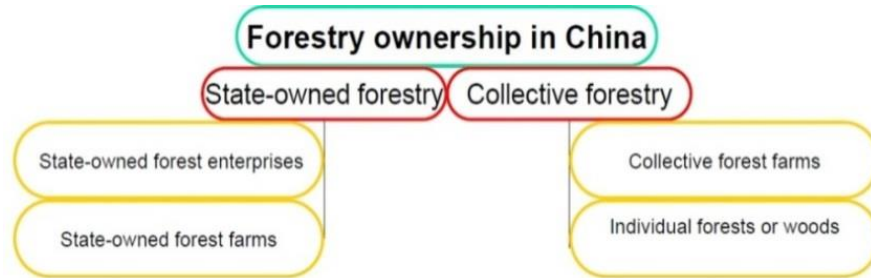 Forestry ownership in China
State-owned forestry
Collective forestry
State-owned forest enterprises
State-owned forest farms
Collective forest farms
Individual forests or woods